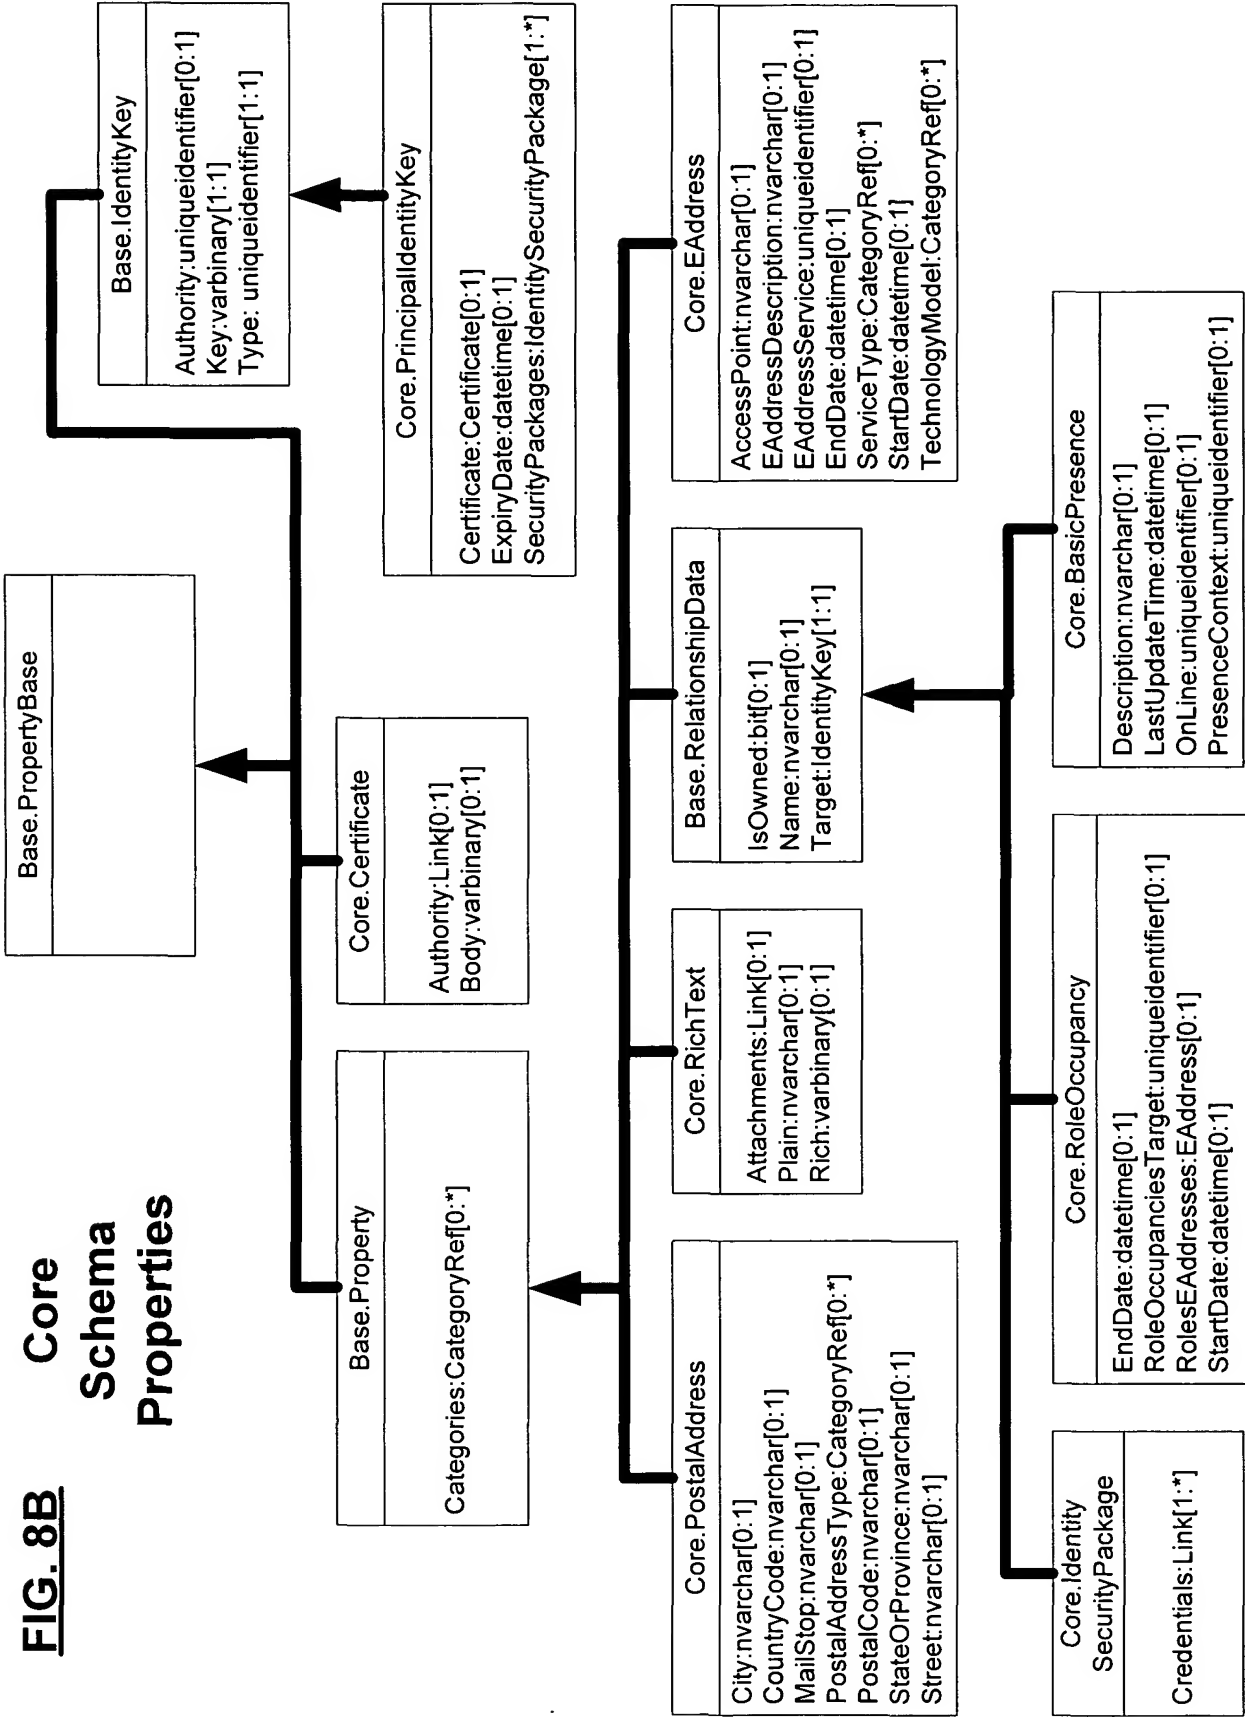 FIG. 8B
Core
Schema
Properties
Base.PropertyBase
Base.Property
Categories:CategoryRef[0:*]
Core.Certificate
Authority:Link[0:1]
Body:varbinary[0:1]
Base.IdentityKey
Authority:uniqueidentifier[0:1]
Key:varbinary[1:1]
Type: uniqueidentifier[1:1]
Core.PrincipalIdentityKey
Certificate:Certificate[0:1]
ExpiryDate:datetime[0:1]
SecurityPackages:IdentitySecurityPackage[1:*]
Core.PostalAddress
City:nvarchar[0:1]
CountryCode:nvarchar[0:1]
MailStop:nvarchar[0:1]
PostalAddressType:CategoryRef[0:*]
PostalCode:nvarchar[0:1]
StateOrProvince:nvarchar[0:1]
Street:nvarchar[0:1]
Core.RichText
Attachments:Link[0:1]
Plain:nvarchar[0:1]
Rich:varbinary[0:1]
Base.RelationshipData
IsOwned:bit[0:1]
Name:nvarchar[0:1]
Target:IdentityKey[1:1]
Core.EAddress
AccessPoint:nvarchar[0:1]
EAddressDescription:nvarchar[0:1]
EAddressService:uniqueidentifier[0:1]
EndDate:datetime[0:1]
ServiceType:CategoryRef[0:*]
StartDate:datetime[0:1]
TechnologyModel:CategoryRef[0:*]
Core.Identity
SecurityPackage
Credentials:Link[1:*]
Core.RoleOccupancy
EndDate:datetime[0:1]
RoleOccupanciesTarget:uniqueidentifier[0:1]
RolesEAddresses:EAddress[0:1]
StartDate:datetime[0:1]
Core.BasicPresence
Description:nvarchar[0:1]
LastUpdateTime:datetime[0:1]
OnLine:uniqueidentifier[0:1]
PresenceContext:uniqueidentifier[0:1]